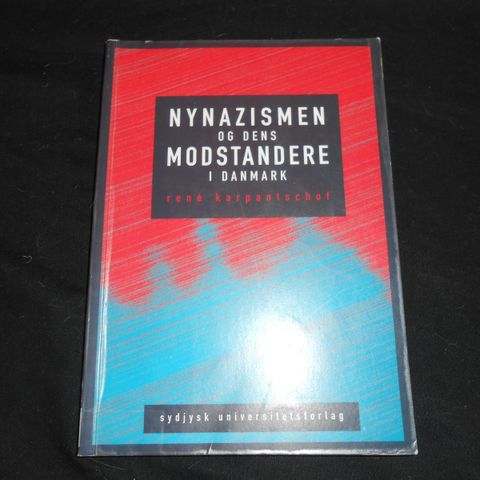 NYNAZISMEN
OG DENS
MODSTANDERE
I DANMARK
rené karpantschof
sydjysk universitetsforlag